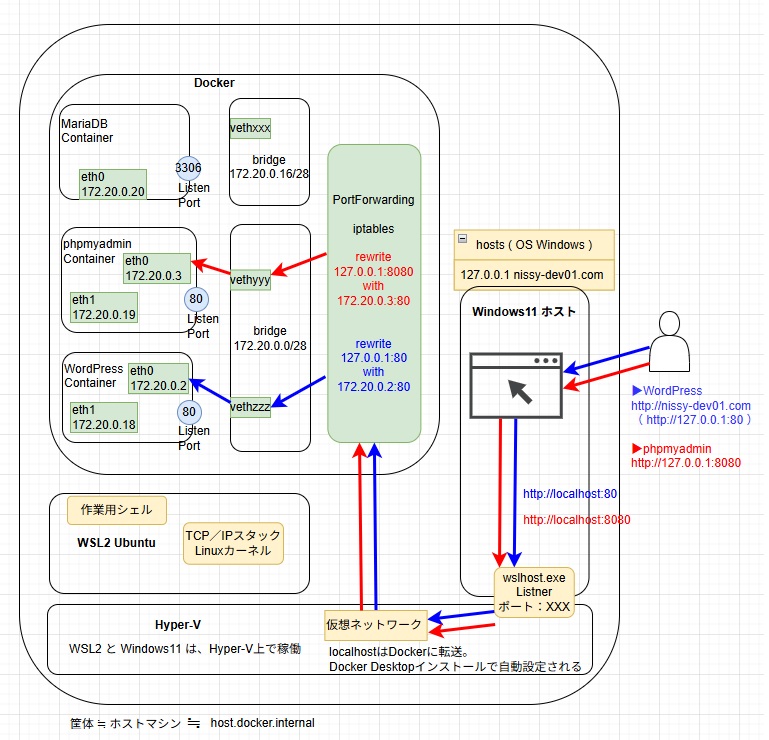 Docker
MariaDB
Container
eth0
172.20.0.20
3306
Listen
Port
vethxxx
bridge
172.20.0.16/28
phpmyadmin
Container
eth0
172.20.0.3
eth1
172.20.0.19
80
Listen
Port
vethyyy
bridge
172.20.0.0/28
vethzzz
WordPress
Container
eth0
172.20.0.2
eth1
172.20.0.18
80
Listen
Port
PortForwarding
iptables
rewrite
127.0.0.1:8080
with
172.20.0.3:80
rewrite
127.0.0.1:80
with
172.20.0.2:80
hosts ( OS Windows )
127.0.0.1 nissy-dev01.com
Windows11 ホスト
▶WordPress
http://nissy-dev01.com
( http://127.0.0.1:80 )
▶phpmyadmin
http://127.0.0.1:8080
http://localhost:80
http://localhost:8080
作業用シェル
WSL2 Ubuntu
TCP／IPスタック
Linuxカーネル
wslhost.exe
Listner
ポート：XXX
Hyper-V
WSL2 と Windows11 は、Hyper-V上で稼働
仮想ネットワーク
localhostはDockerに転送。
Docker Desktopインストールで自動設定される
筐体 ≒ ホストマシン ≒ host.docker.internal